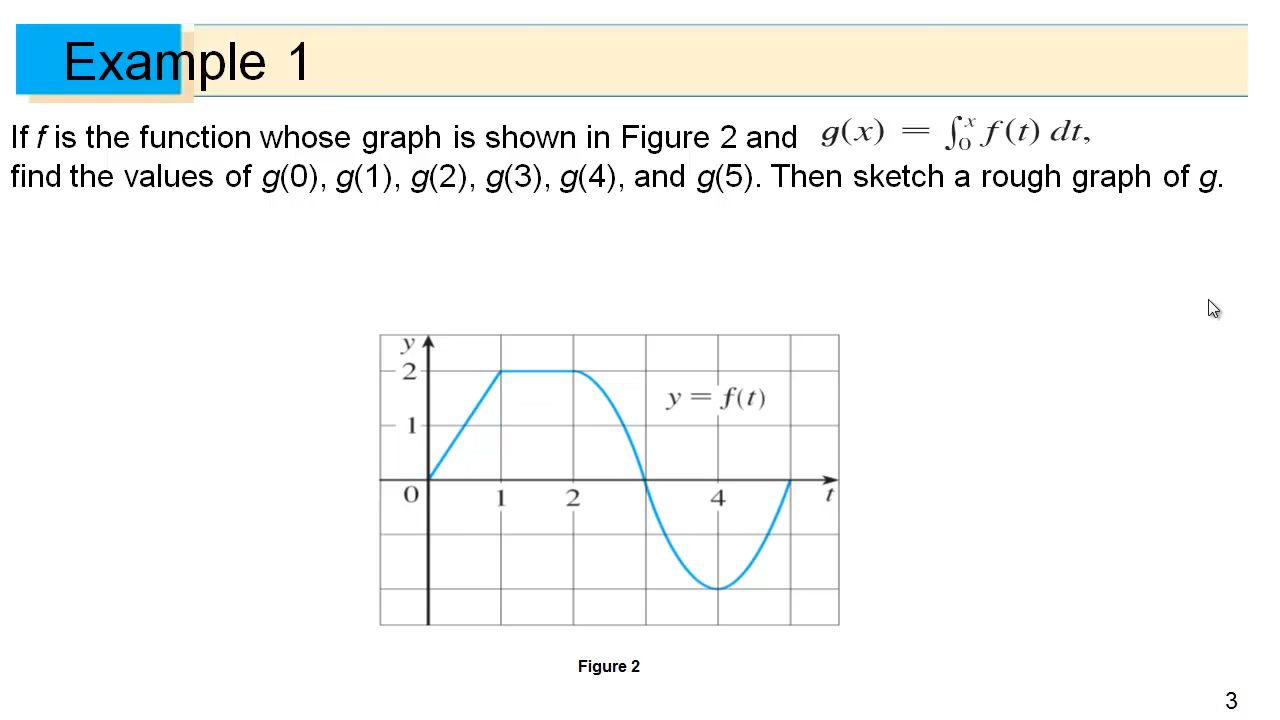 Example 1
If f is the function whose graph is shown in Figure 2 and g(x) = ∫₀ˣ f(t) dt,
find the values of g(0), g(1), g(2), g(3), g(4), and g(5). Then sketch a rough graph of g.
y
2
y = f(t)
1
0 1 2 4 t
Figure 2
3